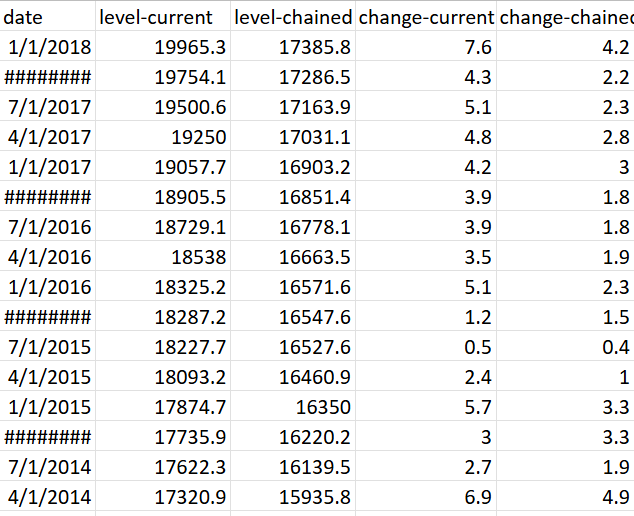 date level-current level-chained change-current change-chained
1/1/2018 19965.3 17385.8 7.6 4.2
######## 19754.1 17286.5 4.3 2.2
7/1/2017 19500.6 17163.9 5.1 2.3
4/1/2017 19250 17031.1 4.8 2.8
1/1/2017 19057.7 16903.2 4.2 3
######## 18905.5 16851.4 3.9 1.8
7/1/2016 18729.1 16778.1 3.9 1.8
4/1/2016 18538 16663.5 3.5 1.9
1/1/2016 18325.2 16571.6 5.1 2.3
######## 18287.2 16547.6 1.2 1.5
7/1/2015 18227.7 16527.6 0.5 0.4
4/1/2015 18093.2 16460.9 2.4 1
1/1/2015 17874.7 16350 5.7 3.3
######## 17735.9 16220.2 3 3.3
7/1/2014 17622.3 16139.5 2.7 1.9
4/1/2014 17320.9 15935.8 6.9 4.9